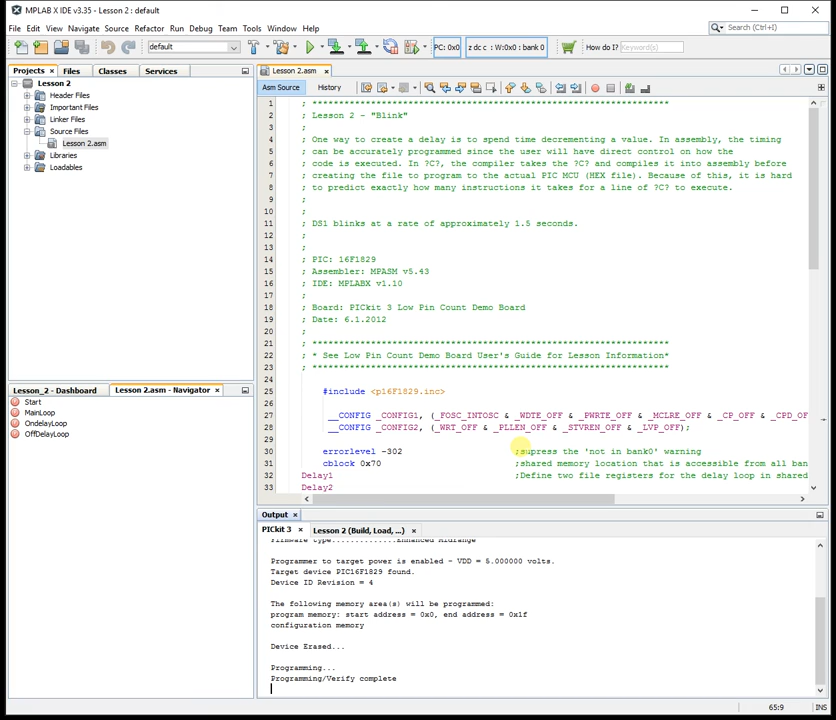 MPLAB X IDE v3.35 - Lesson 2 : default
File Edit View Navigate Source Refactor Run Debug Team Tools Window Help
Search (Ctrl+I)
default
PC: 0x0
z dc c : W:0x0 : bank 0
How do I? Keyword(s)
Projects × Files Classes Services
Lesson 2.asm ×
Asm Source History
Lesson 2
Header Files
Important Files
Linker Files
Source Files
Lesson 2.asm
Libraries
Loadables
1 ; *******************************************************************
2 ; Lesson 2 - "Blink"
3 ;
4 ; One way to create a delay is to spend time decrementing a value. In assembly, the timing
5 ; can be accurately programmed since the user will have direct control on how the
6 ; code is executed. In ?C?, the compiler takes the ?C? and compiles it into assembly before
7 ; creating the file to program to the actual PIC MCU (HEX file). Because of this, it is hard
8 ; to predict exactly how many instructions it takes for a line of ?C? to execute.
9 ;
10 ;
11 ; DS1 blinks at a rate of approximately 1.5 seconds.
12 ;
13 ;
14 ; PIC: 16F1829
15 ; Assembler: MPASM v5.43
16 ; IDE: MPLABX v1.10
17 ;
18 ; Board: PICkit 3 Low Pin Count Demo Board
19 ; Date: 6.1.2012
20 ;
21 ; *******************************************************************
22 ; * See Low Pin Count Demo Board User's Guide for Lesson Information*
23 ; *******************************************************************
24
25 #include <p16F1829.inc>
26
27 __CONFIG _CONFIG1, (_FOSC_INTOSC & _WDTE_OFF & _PWRTE_OFF & _MCLRE_OFF & _CP_OFF & _CPD_OF
28 __CONFIG _CONFIG2, (_WRT_OFF & _PLLEN_OFF & _STVREN_OFF & _LVP_OFF);
29
30 errorlevel -302 ;supress the 'not in bank0' warning
31 cblock 0x70 ;shared memory location that is accessible from all ban
32 Delay1 ;Define two file registers for the delay loop in shared
33 Delay2
Lesson_2 - Dashboard Lesson 2.asm - Navigator ×
Start
MainLoop
OndelayLoop
OffDelayLoop
Output ×
PICkit 3 × Lesson 2 (Build, Load, ...) ×
;Firmware type..............Enhanced Midrange
Programmer to target power is enabled - VDD = 5.000000 volts.
Target device PIC16F1829 found.
Device ID Revision = 4
The following memory area(s) will be programmed:
program memory: start address = 0x0, end address = 0x1f
configuration memory
Device Erased...
Programming...
Programming/Verify complete
65:9 INS